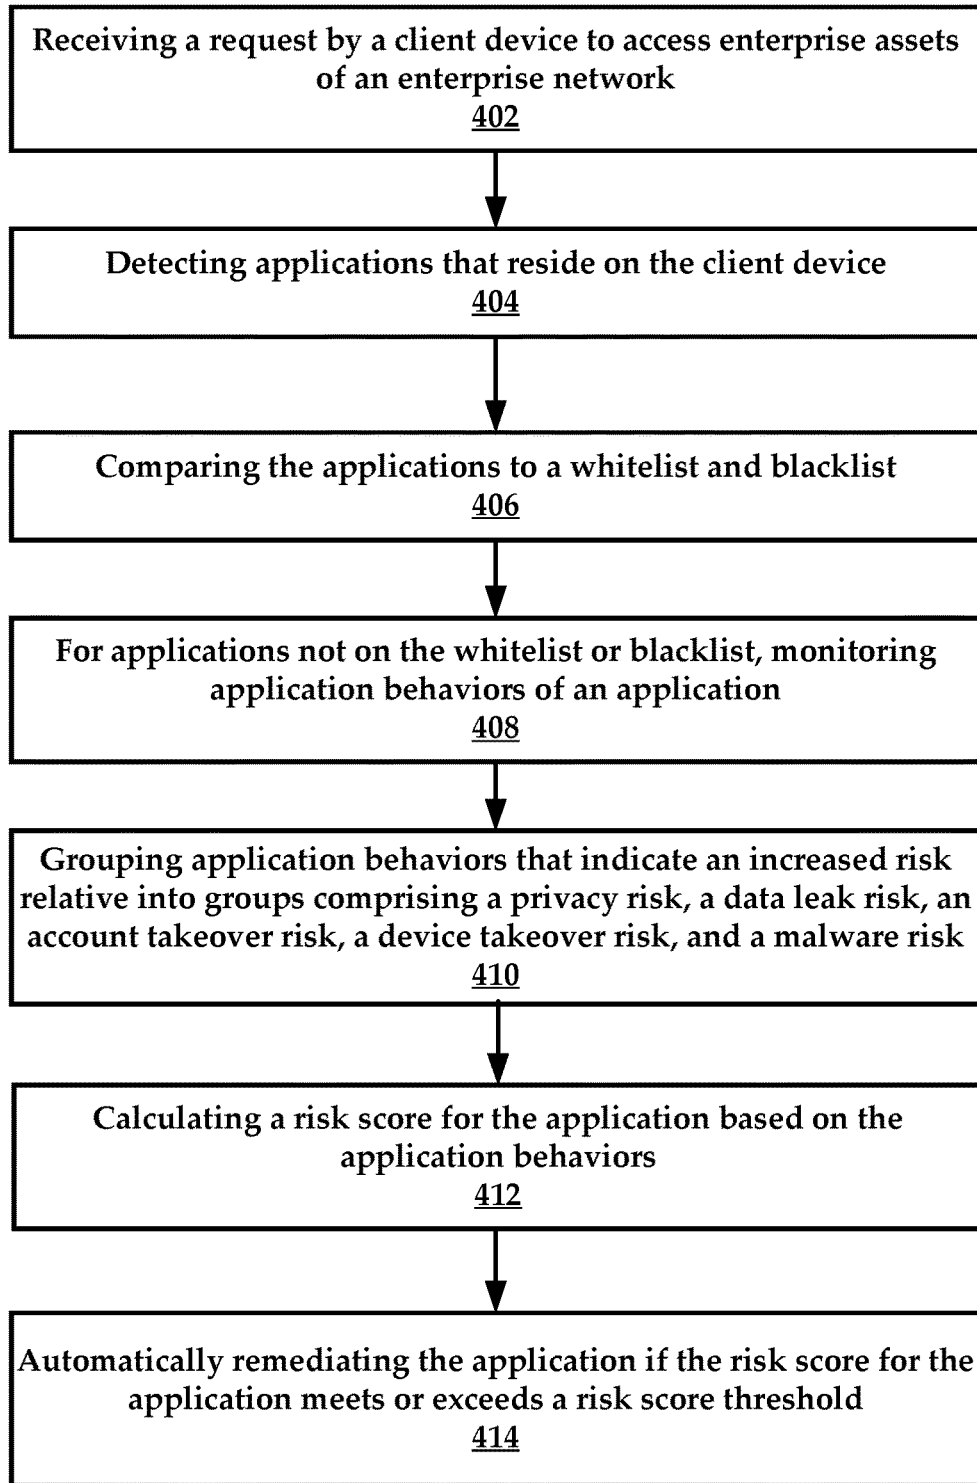 Receiving a request by a client device to access enterprise assets
of an enterprise network
402
Detecting applications that reside on the client device
404
Comparing the applications to a whitelist and blacklist
406
For applications not on the whitelist or blacklist, monitoring
application behaviors of an application
408
Grouping application behaviors that indicate an increased risk
relative into groups comprising a privacy risk, a data leak risk, an
account takeover risk, a device takeover risk, and a malware risk
410
Calculating a risk score for the application based on the
application behaviors
412
Automatically remediating the application if the risk score for the
application meets or exceeds a risk score threshold
414